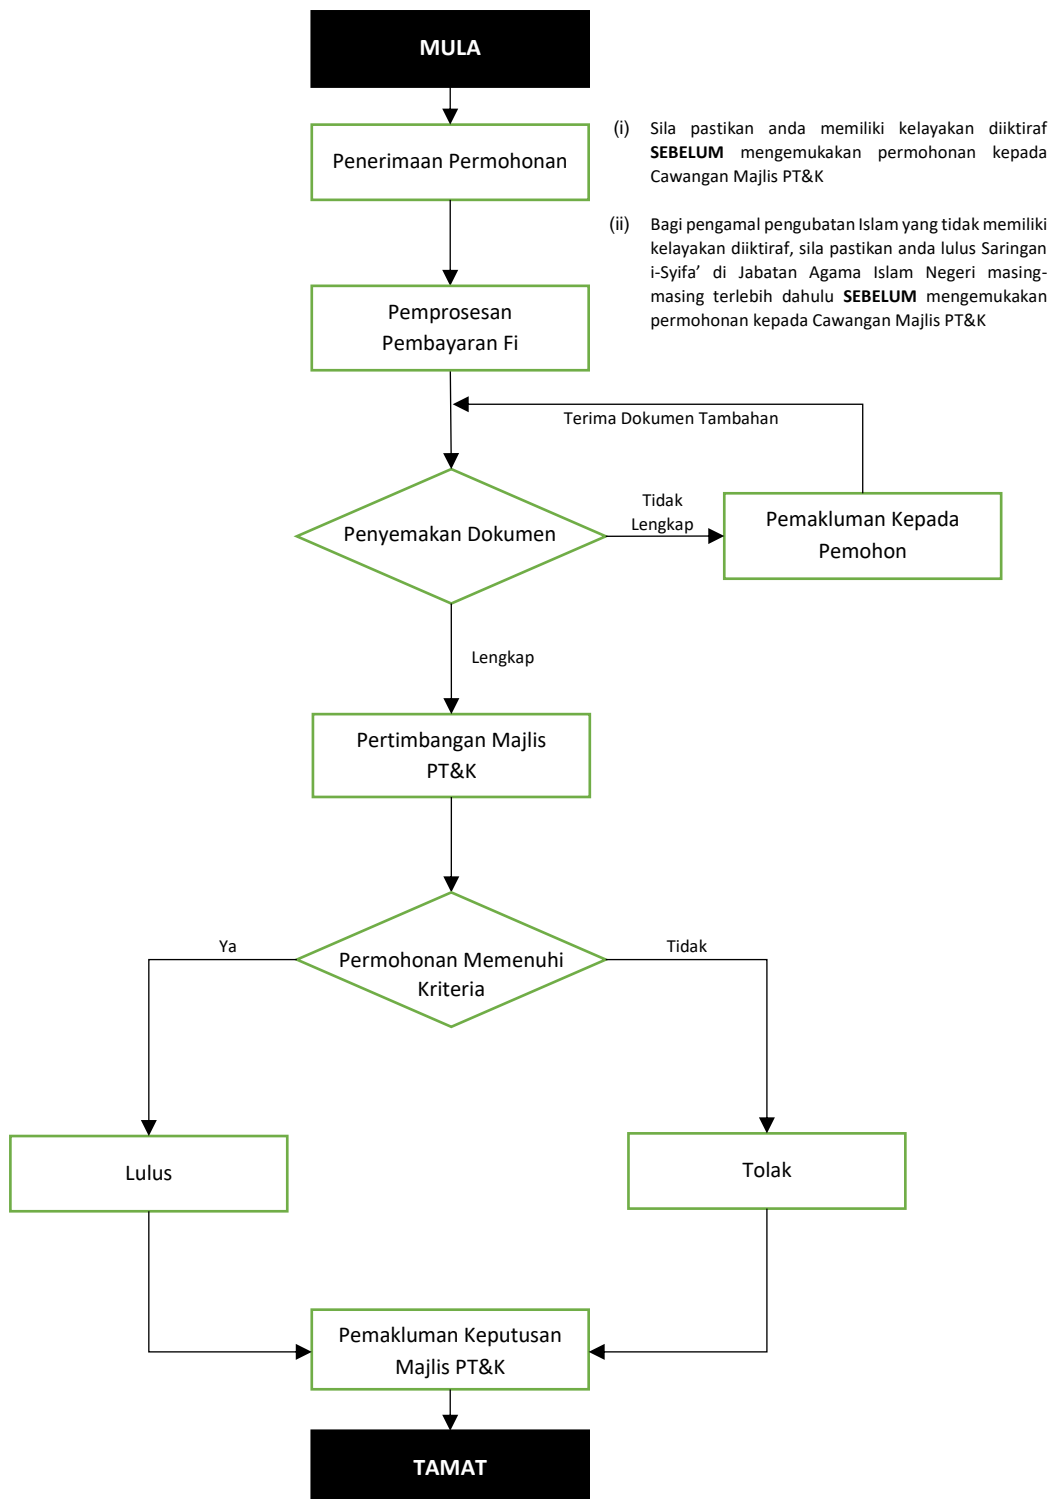 MULA
Penerimaan Permohonan
(i) Sila pastikan anda memiliki kelayakan diiktiraf
SEBELUM mengemukakan permohonan kepada
Cawangan Majlis PT&K
(ii) Bagi pengamal pengubatan Islam yang tidak memiliki
kelayakan diiktiraf, sila pastikan anda lulus Saringan
i-Syifa’ di Jabatan Agama Islam Negeri masing-
masing terlebih dahulu SEBELUM mengemukakan
permohonan kepada Cawangan Majlis PT&K
Pemprosesan
Pembayaran Fi
Terima Dokumen Tambahan
Penyemakan Dokumen
Tidak
Lengkap
Pemakluman Kepada
Pemohon
Lengkap
Pertimbangan Majlis
PT&K
Ya
Permohonan Memenuhi
Kriteria
Tidak
Lulus
Tolak
Pemakluman Keputusan
Majlis PT&K
TAMAT